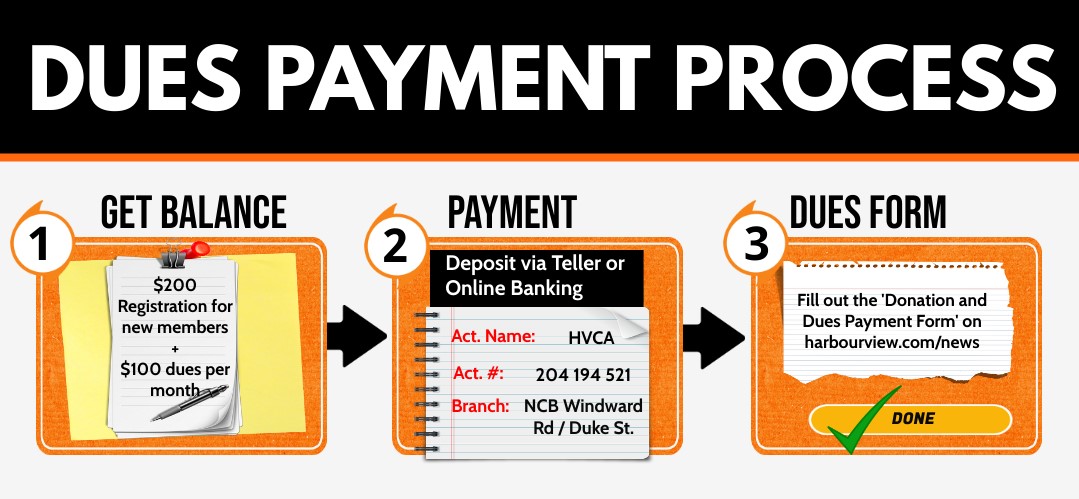 DUES PAYMENT PROCESS
1
GET BALANCE
$200
Registration for
new members
+
$100 dues per
month
2
PAYMENT
Deposit via Teller or
Online Banking
Act. Name: HVCA
Act. #: 204 194 521
Branch: NCB Windward
Rd / Duke St.
3
DUES FORM
Fill out the 'Donation and
Dues Payment Form' on
harbourview.com/news
DONE